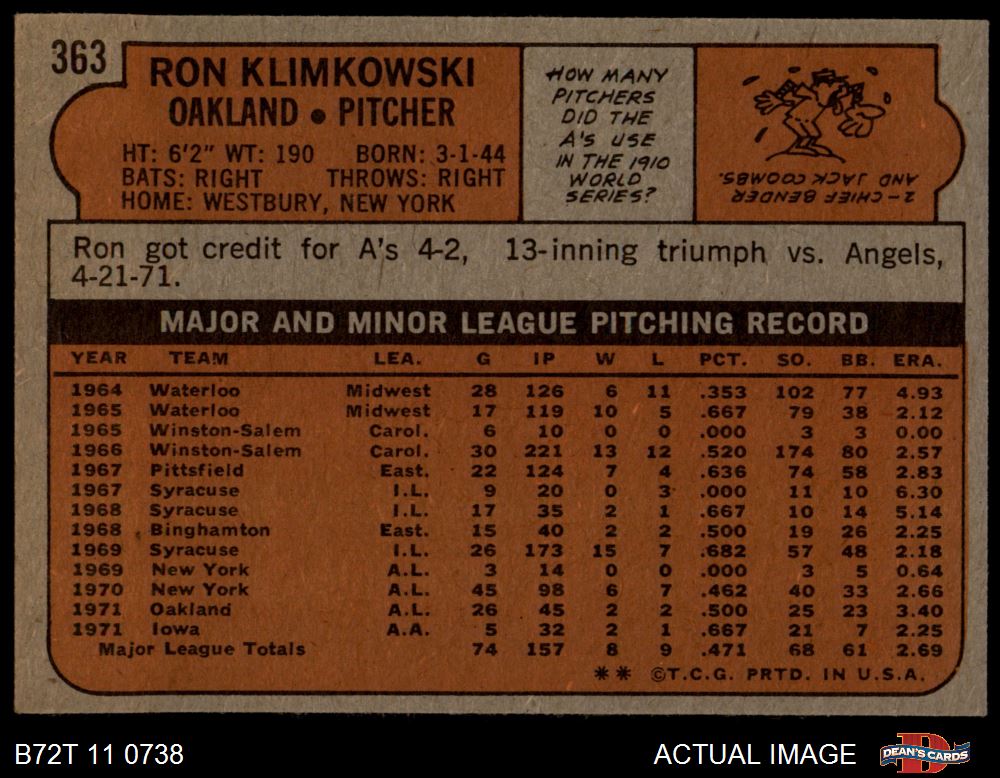 363
RON KLIMKOWSKI
OAKLAND • PITCHER
HT: 6'2" WT: 190 BORN: 3-1-44
BATS: RIGHT THROWS: RIGHT
HOME: WESTBURY, NEW YORK
HOW MANY
PITCHERS
DID THE
A'S USE
IN THE 1910
WORLD
SERIES?
2-CHIEF BENDER
AND JACK COOMBS.
Ron got credit for A's 4-2, 13-inning triumph vs. Angels,
4-21-71.
MAJOR AND MINOR LEAGUE PITCHING RECORD
YEAR TEAM LEA. G IP W L PCT. SO. BB. ERA.
1964 Waterloo Midwest 28 126 6 11 .353 102 77 4.93
1965 Waterloo Midwest 17 119 10 5 .667 79 38 2.12
1965 Winston-Salem Carol. 6 10 0 0 .000 3 3 0.00
1966 Winston-Salem Carol. 30 221 13 12 .520 174 80 2.57
1967 Pittsfield East. 22 124 7 4 .636 74 58 2.83
1967 Syracuse I.L. 9 20 0 3 .000 11 10 6.30
1968 Syracuse I.L. 17 35 2 1 .667 10 14 5.14
1968 Binghamton East. 15 40 2 2 .500 19 26 2.25
1969 Syracuse I.L. 26 173 15 7 .682 57 48 2.18
1969 New York A.L. 3 14 0 0 .000 3 5 0.64
1970 New York A.L. 45 98 6 7 .462 40 33 2.66
1971 Oakland A.L. 26 45 2 2 .500 25 23 3.40
1971 Iowa A.A. 5 32 2 1 .667 21 7 2.25
Major League Totals 74 157 8 9 .471 68 61 2.69
** ©T.C.G. PRTD. IN U.S.A.
B72T 11 0738
ACTUAL IMAGE
DEAN'S CARDS